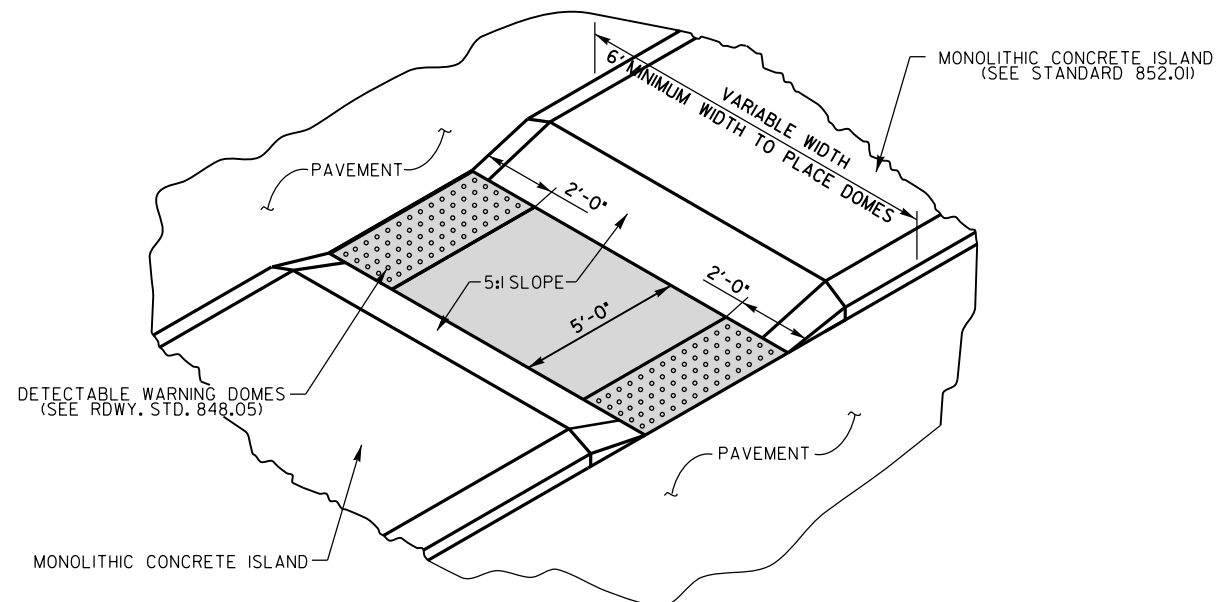 MONOLITHIC CONCRETE ISLAND
(SEE STANDARD 852.01)
VARIABLE WIDTH
6' MINIMUM WIDTH TO PLACE DOMES
PAVEMENT
2'-0"
5:1 SLOPE
2'-0"
5'-0"
DETECTABLE WARNING DOMES
(SEE RDWY. STD. 848.05)
PAVEMENT
MONOLITHIC CONCRETE ISLAND